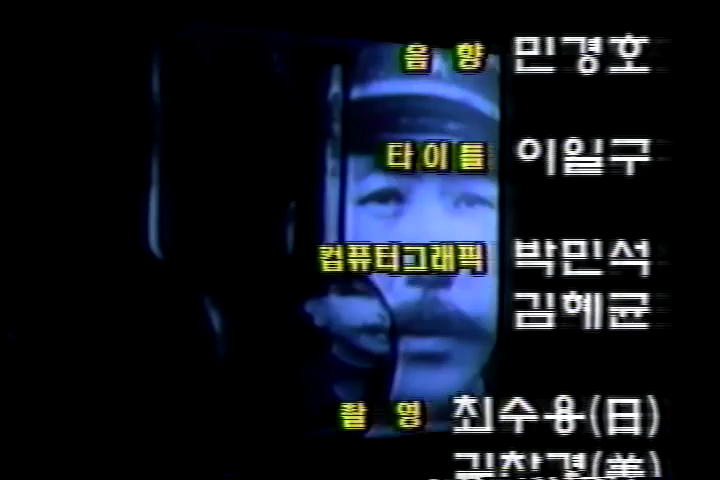 음 향 민경호
타이틀 이일구
컴퓨터그래픽 박민석
김혜균
촬 영 최수용(日)